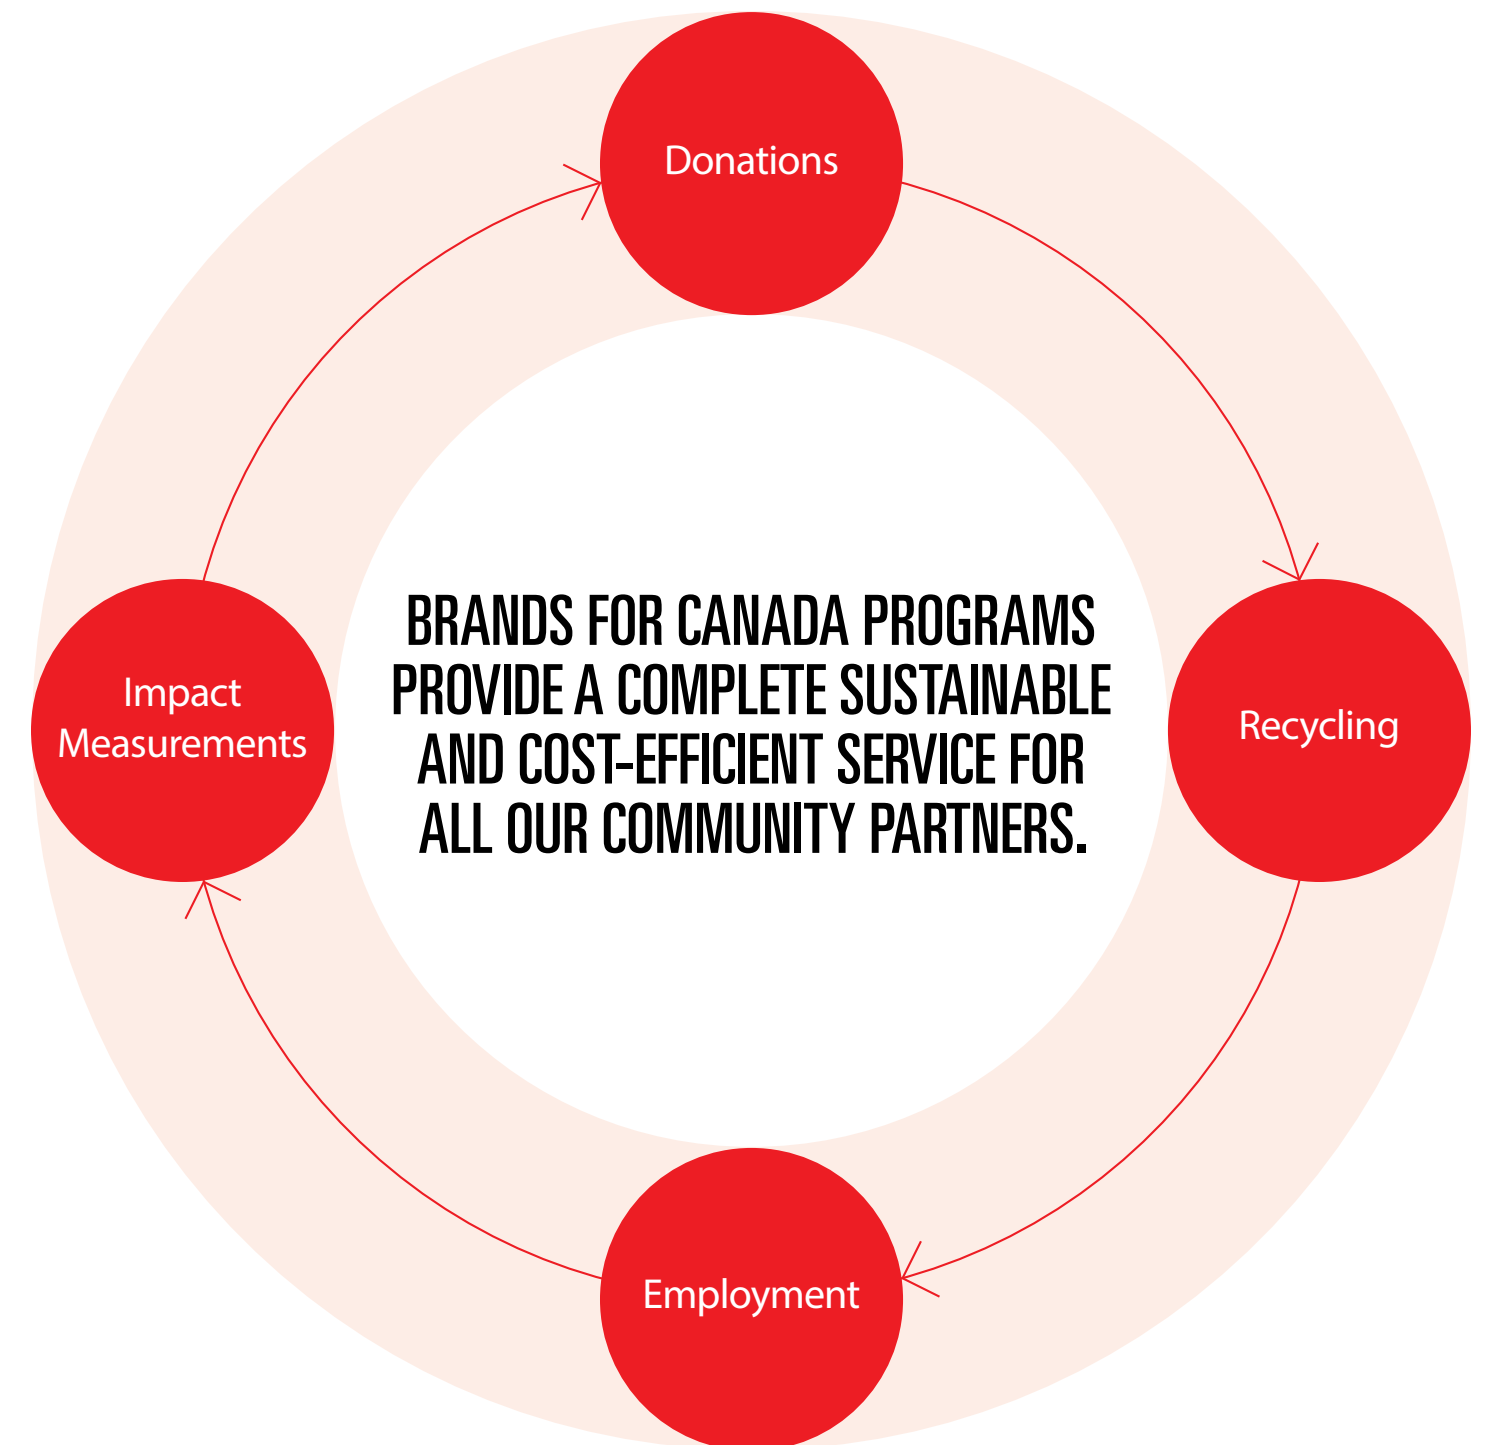 Donations
Impact
Measurements
BRANDS FOR CANADA PROGRAMS
PROVIDE A COMPLETE SUSTAINABLE
AND COST-EFFICIENT SERVICE FOR
ALL OUR COMMUNITY PARTNERS.
Recycling
Employment